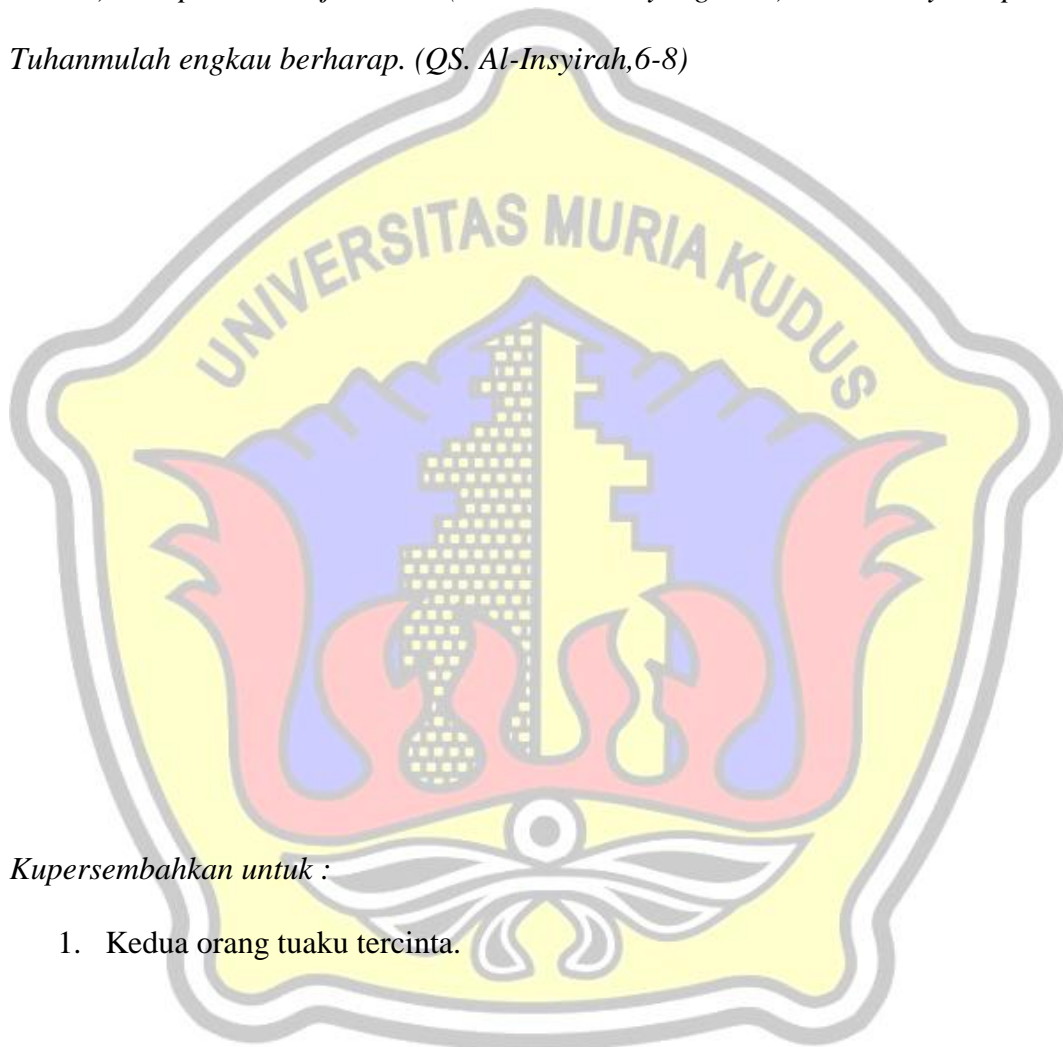 Tuhanmulah engkau berharap. (QS. Al-Insyirah,6-8)
UNIVERSITAS MURIA KUDUS
Kupersembahkan untuk :
1. Kedua orang tuaku tercinta.